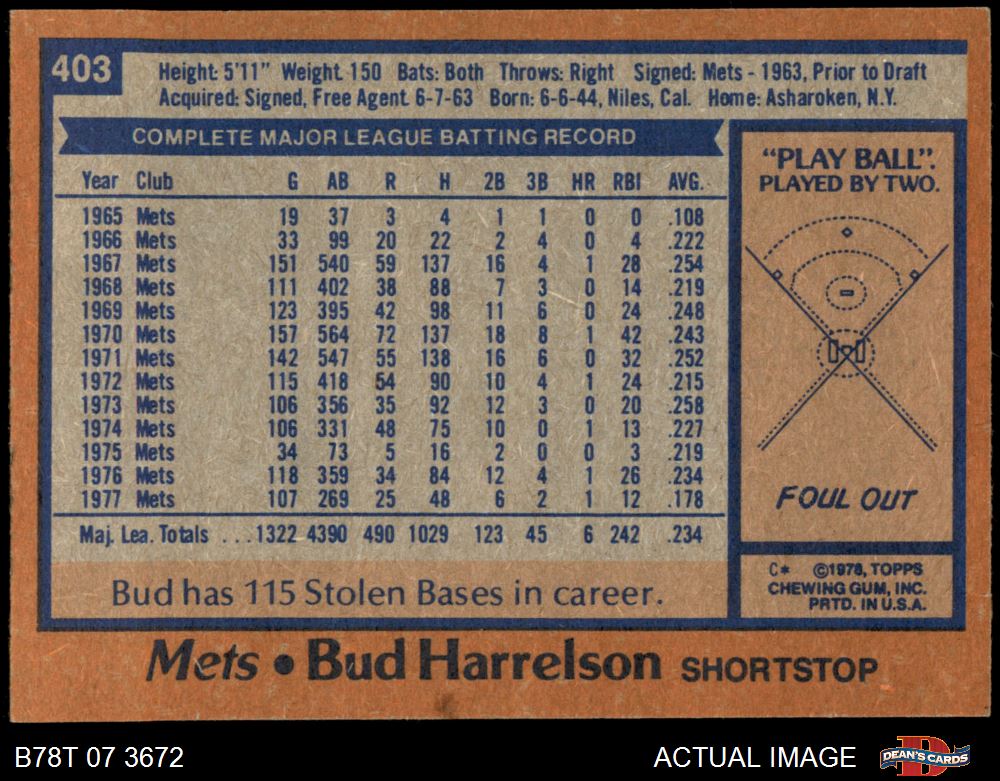 403
Height: 5'11" Weight. 150 Bats: Both Throws: Right Signed: Mets - 1963, Prior to Draft
Acquired: Signed, Free Agent. 6-7-63 Born: 6-6-44, Niles, Cal. Home: Asharoken, N.Y.
COMPLETE MAJOR LEAGUE BATTING RECORD
Year Club G AB R H 2B 3B HR RBI AVG.
1965 Mets 19 37 3 4 1 1 0 0 .108
1966 Mets 33 99 20 22 2 4 0 4 .222
1967 Mets 151 540 59 137 16 4 1 28 .254
1968 Mets 111 402 38 88 7 3 0 14 .219
1969 Mets 123 395 42 98 11 6 0 24 .248
1970 Mets 157 564 72 137 18 8 1 42 .243
1971 Mets 142 547 55 138 16 6 0 32 .252
1972 Mets 115 418 54 90 10 4 1 24 .215
1973 Mets 106 356 35 92 12 3 0 20 .258
1974 Mets 106 331 48 75 10 0 1 13 .227
1975 Mets 34 73 5 16 2 0 0 3 .219
1976 Mets 118 359 34 84 12 4 1 26 .234
1977 Mets 107 269 25 48 6 2 1 12 .178
Maj. Lea. Totals ...1322 4390 490 1029 123 45 6 242 .234
Bud has 115 Stolen Bases in career.
"PLAY BALL".
PLAYED BY TWO.
FOUL OUT
C* ©1978, TOPPS
CHEWING GUM, INC.
PRTD. IN U.S.A.
Mets • Bud Harrelson SHORTSTOP
B78T 07 3672
ACTUAL IMAGE
DEAN'S CARDS